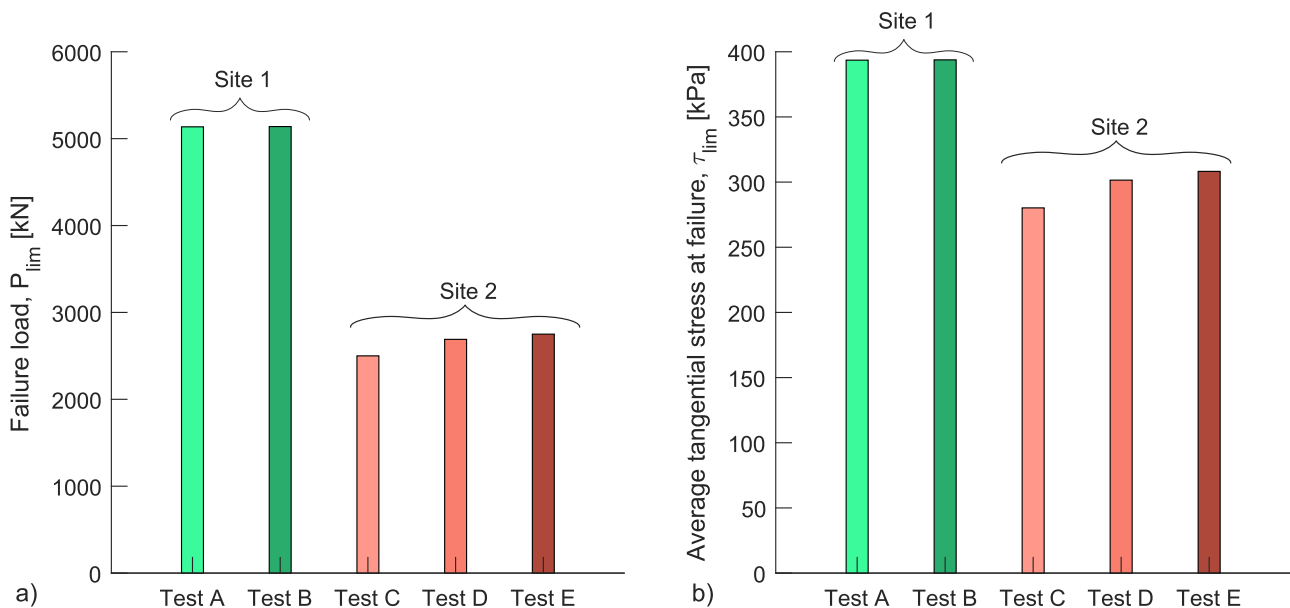 Failure load, P_lim [kN]
6000
5000
4000
3000
2000
1000
0
Site 1
Site 2
Test A Test B Test C Test D Test E
a)
Average tangential stress at failure, τ_lim [kPa]
400
350
300
250
200
150
100
50
0
Site 1
Site 2
Test A Test B Test C Test D Test E
b)